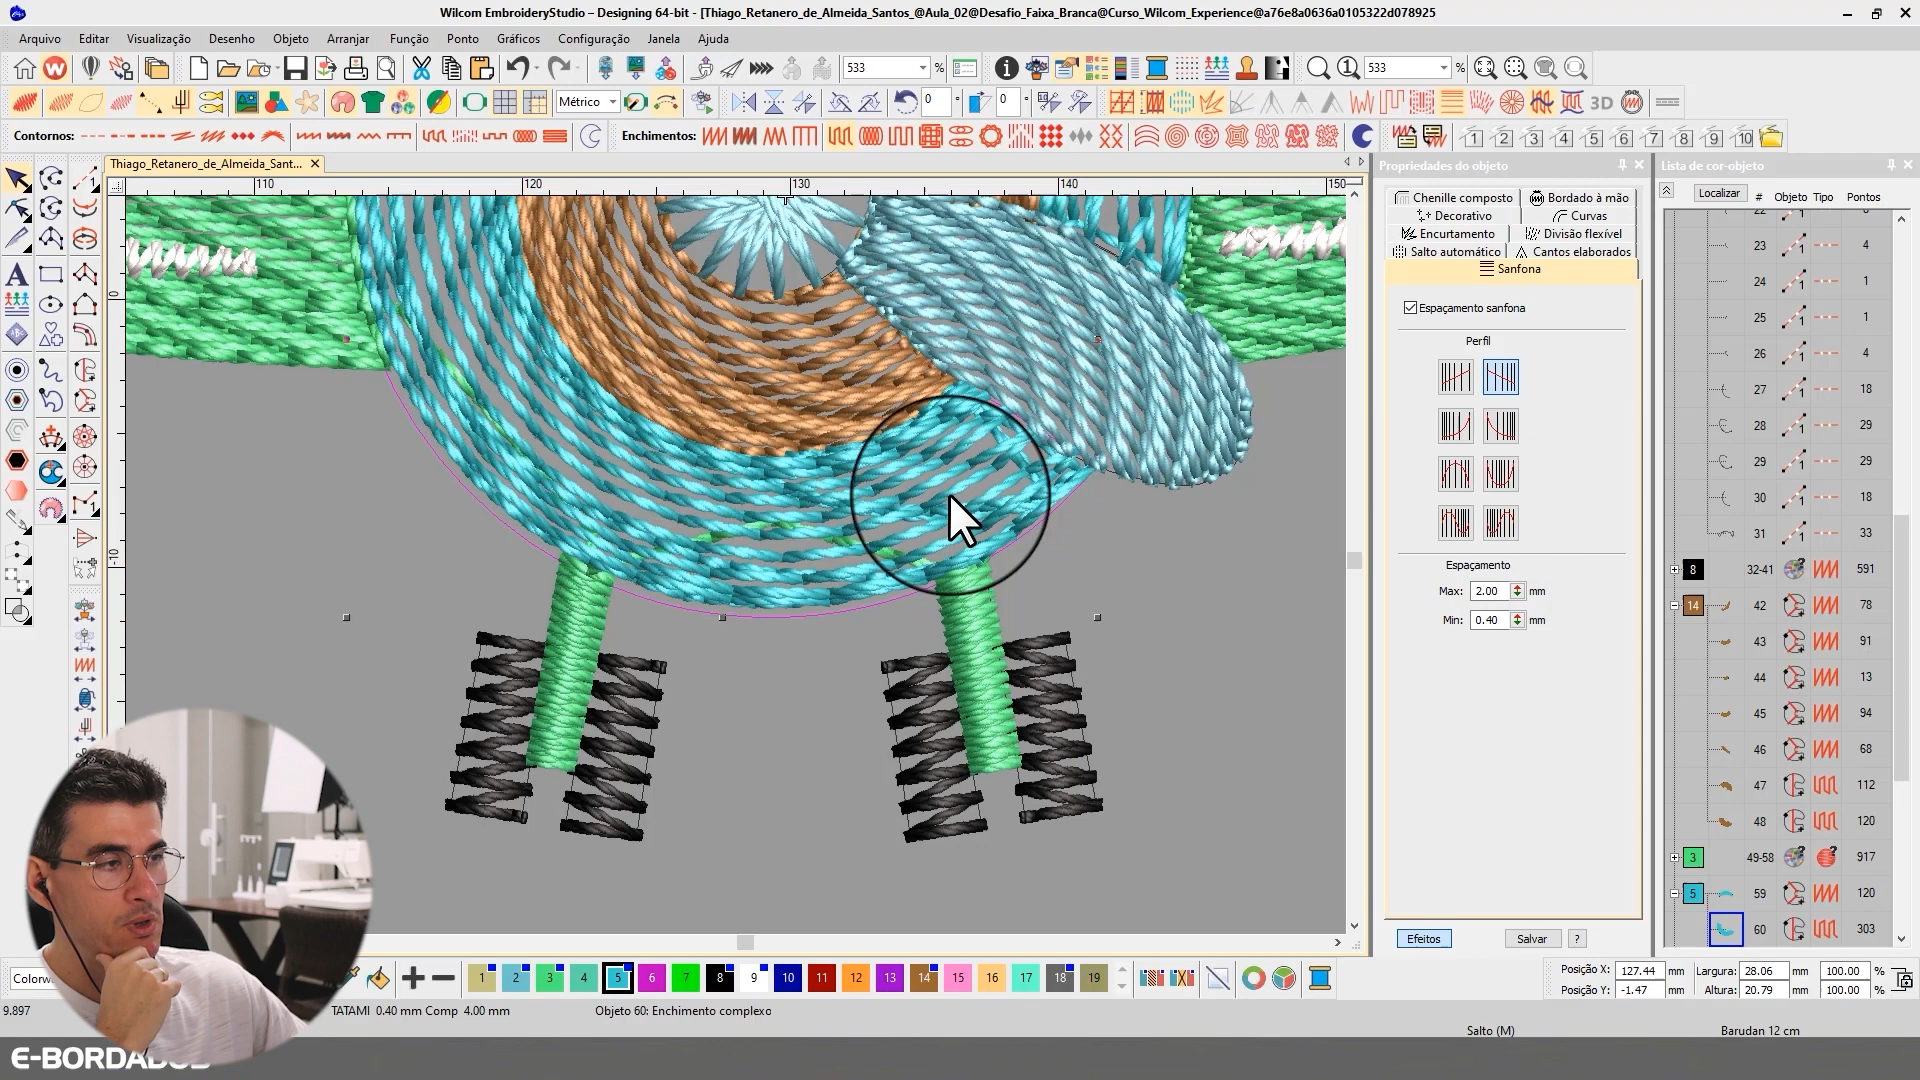 Wilcom EmbroideryStudio – Designing 64-bit - [Thiago_Retanero_de_Almeida_Santos_@Aula_02@Desafio_Faixa_Branca@Curso_Wilcom_Experience@a76e8a0636a0105322d078925
Arquivo Editar Visualização Desenho Objeto Arranjar Função Ponto Gráficos Configuração Janela Ajuda
533 % 533 %
Métrico 0 ° 0 ° 3D
Contornos: Enchimentos: 1 2 3 4 5 6 7 8 9 10
Thiago_Retanero_de_Almeida_Sant...
Propriedades do objeto
Lista de cor-objeto
110 120 130 140 150
0
-10
Chenille composto Bordado à mão
Decorativo Curvas
Encurtamento Divisão flexível
Salto automático Cantos elaborados
Sanfona
Espaçamento sanfona
Perfil
Espaçamento
Max: 2.00 mm
Min: 0.40 mm
Efeitos Salvar ?
Localizar # Objeto Tipo Pontos
23 4
24 1
25 1
26 4
27 18
28 29
29 29
30 18
31 33
8 32-41 591
14 42 78
43 91
44 13
45 94
46 68
47 112
48 120
3 49-58 917
5 59 120
60 303
Colorw
1 2 3 4 5 6 7 8 9 10 11 12 13 14 15 16 17 18 19
Posição X: 127.44 mm Largura: 28.06 mm 100.00 %
Posição Y: -1.47 mm Altura: 20.79 mm 100.00 %
9.897 TATAMI 0.40 mm Comp 4.00 mm Objeto 60: Enchimento complexo
Salto (M) Barudan 12 cm